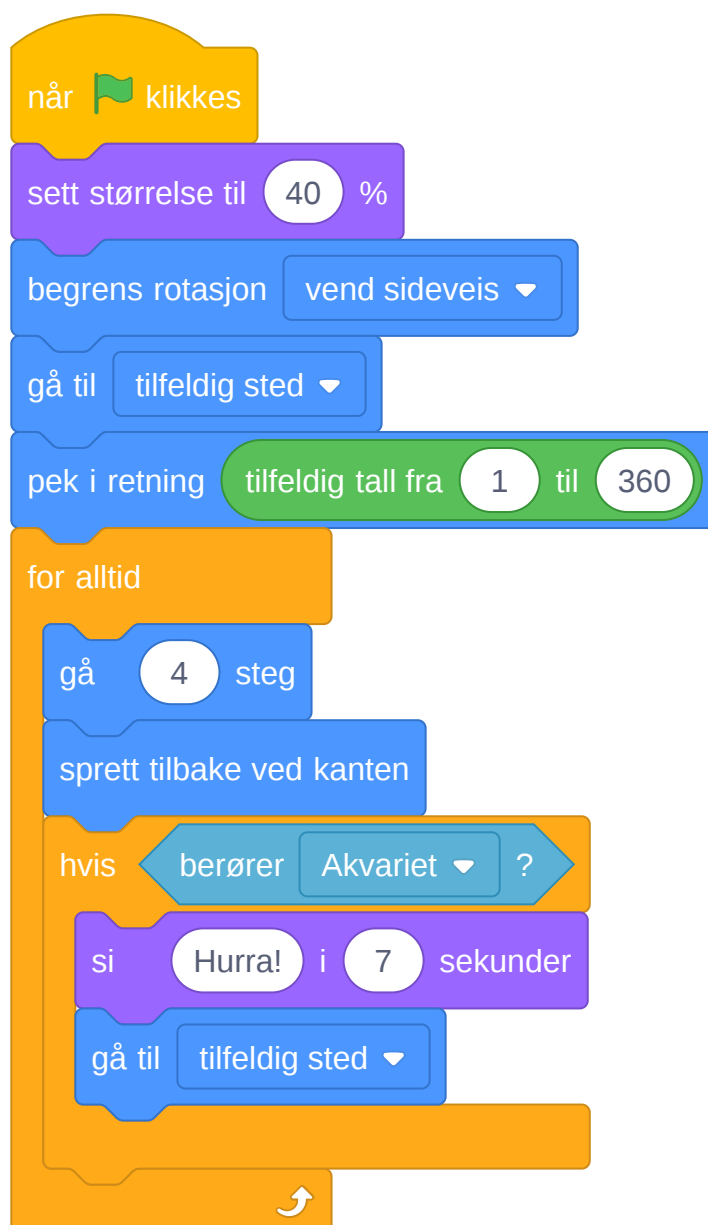 når klikkes
sett størrelse til 40 %
begrens rotasjon vend sideveis
gå til tilfeldig sted
pek i retning tilfeldig tall fra 1 til 360
for alltid
gå 4 steg
sprett tilbake ved kanten
hvis berører Akvariet ?
si Hurra! i 7 sekunder
gå til tilfeldig sted